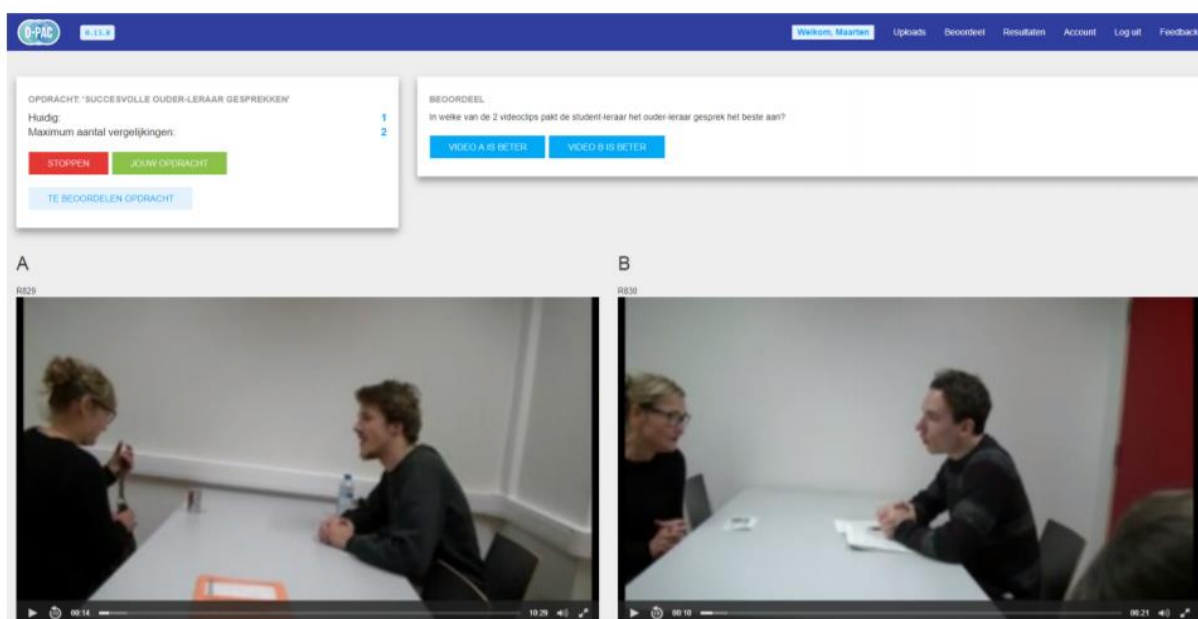 D-PAC
0.13.0
Welkom, Maarten
Uploads
Beoordeel
Resultaten
Account
Log uit
Feedback
OPDRACHT: 'SUCCESVOLLE OUDER-LERAAR GESPREKKEN'
Huidig: 1
Maximum aantal vergelijkingen: 2
STOPPEN
JOUW OPDRACHT
TE BEOORDELEN OPDRACHT
BEOORDEEL
In welke van de 2 videoclips pakt de student-leraar het ouder-leraar gesprek het beste aan?
VIDEO A IS BETER
VIDEO B IS BETER
A
R829
00:14
10:29
B
R830
00:10
06:21